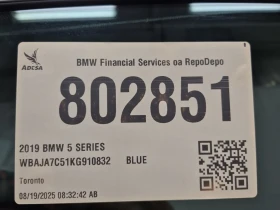 ADESA
BMW Financial Services oa RepoDepo
802851
2019 BMW 5 SERIES
WBAJA7C51KG910832 BLUE
Toronto
08/19/2025 08:32:42 AB